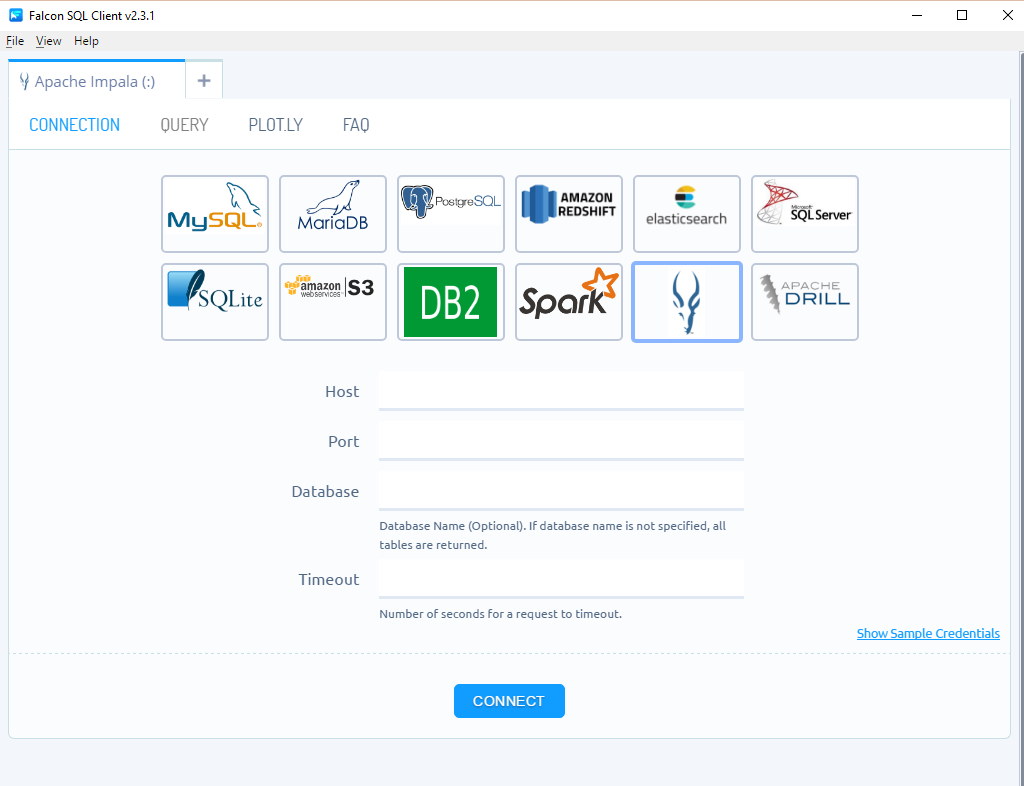 Falcon SQL Client v2.3.1
File View Help
Apache Impala (:) +
CONNECTION QUERY PLOT.LY FAQ
MySQL MariaDB PostgreSQL AMAZON REDSHIFT elasticsearch Microsoft SQL Server
SQLite amazon webservices S3 DB2 Spark APACHE DRILL
Host
Port
Database
Database Name (Optional). If database name is not specified, all
tables are returned.
Timeout
Number of seconds for a request to timeout.
Show Sample Credentials
CONNECT